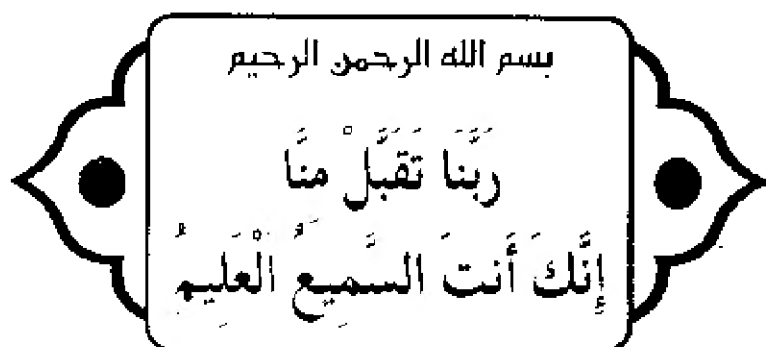 بسم الله الرحمن الرحيم
رَبَّنَا تَقَبَّلْ مِنَّا
إِنَّكَ أَنتَ السَّمِيعُ الْعَلِيمُ